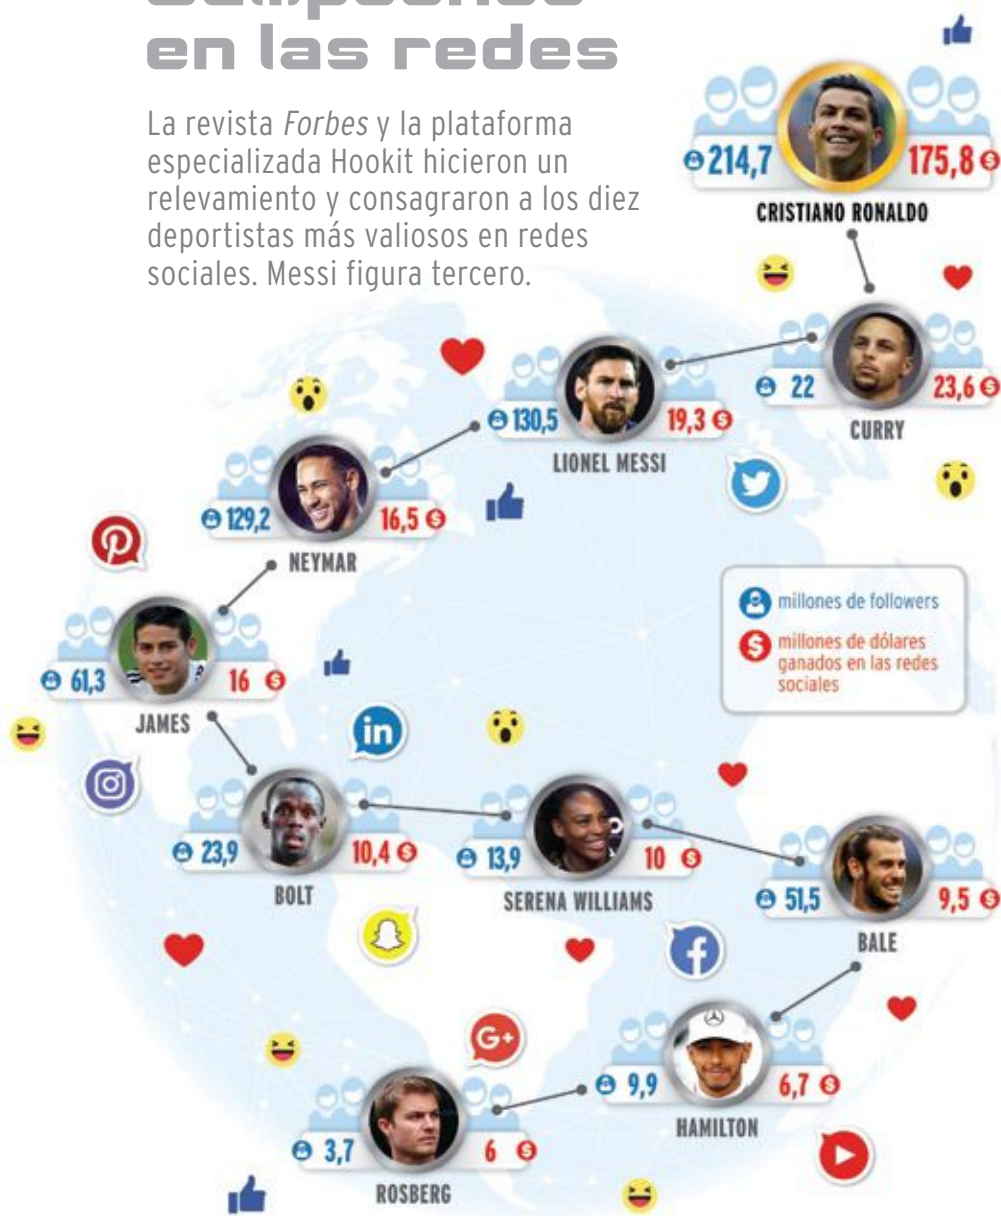 en las redes
La revista Forbes y la plataforma
especializada Hookit hicieron un
relevamiento y consagraron a los diez
deportistas más valiosos en redes
sociales. Messi figura tercero.
214,7
175,8 $
CRISTIANO RONALDO
22
23,6 $
CURRY
130,5
19,3 $
LIONEL MESSI
129,2
16,5 $
NEYMAR
millones de followers
$ millones de dólares
ganados en las redes
sociales
61,3
16 $
JAMES
in
23,9
10,4 $
BOLT
13,9
10 $
SERENA WILLIAMS
51,5
9,5 $
BALE
f
G+
9,9
6,7 $
HAMILTON
3,7
6 $
ROSBERG